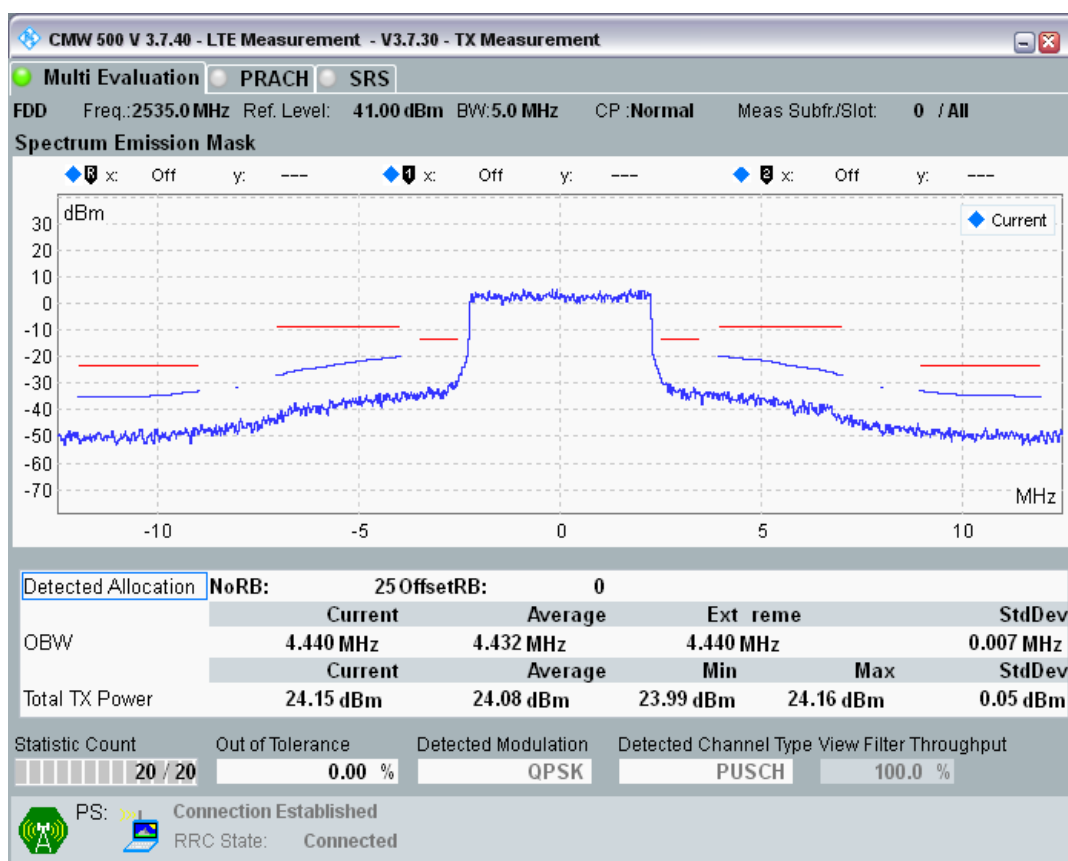 CMW 500 V 3.7.40 - LTE Measurement - V3.7.30 - TX Measurement
Multi Evaluation PRACH SRS
FDD Freq.:2535.0 MHz Ref. Level: 41.00 dBm BW:5.0 MHz CP :Normal Meas Subfr./Slot: 0 / All
Spectrum Emission Mask
R x: Off y: --- 1 x: Off y: --- 2 x: Off y: ---
dBm
Current
30
20
10
0
-10
-20
-30
-40
-50
-60
-70
MHz
-10 -5 0 5 10
Detected Allocation NoRB: 25 OffsetRB: 0
Current Average Ext reme StdDev
OBW 4.440 MHz 4.432 MHz 4.440 MHz 0.007 MHz
Current Average Min Max StdDev
Total TX Power 24.15 dBm 24.08 dBm 23.99 dBm 24.16 dBm 0.05 dBm
Statistic Count Out of Tolerance Detected Modulation Detected Channel Type View Filter Throughput
20 / 20 0.00 % QPSK PUSCH 100.0 %
PS: Connection Established
RRC State: Connected